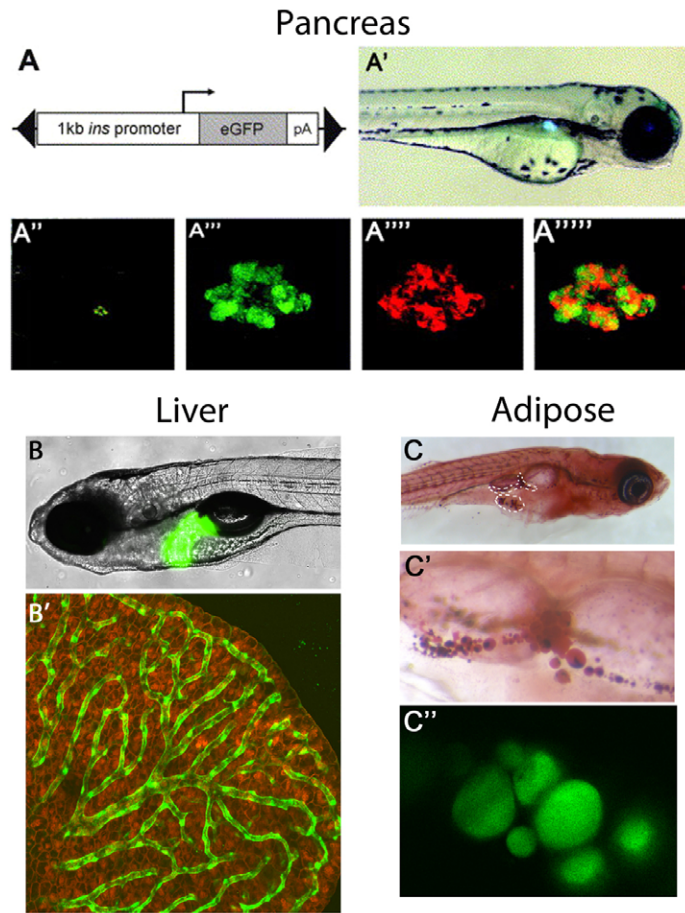 Pancreas
A
1kb ins promoter
eGFP
pA
A'
A''
A'''
A''''
A'''''
Liver
Adipose
B
B'
C
C'
C''